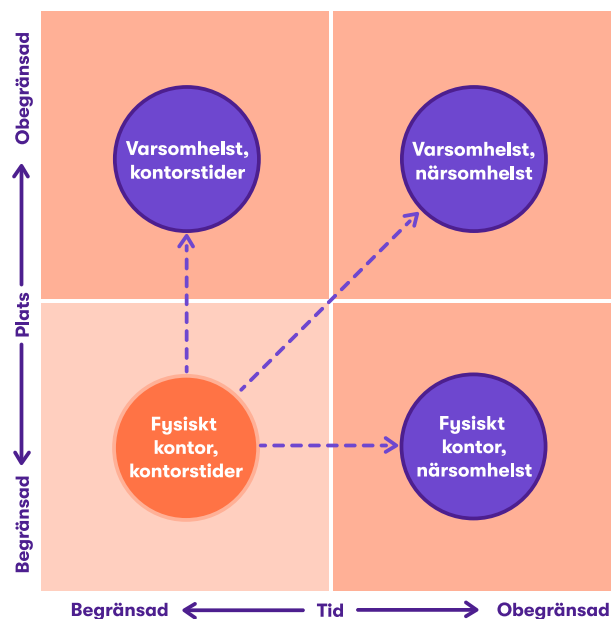 Obegränsad
Plats
Begränsad
Varsomhelst,
kontorstider
Varsomhelst,
närsomhelst
Fysiskt
kontor,
kontorstider
Fysiskt
kontor,
närsomhelst
Begränsad
Tid
Obegränsad